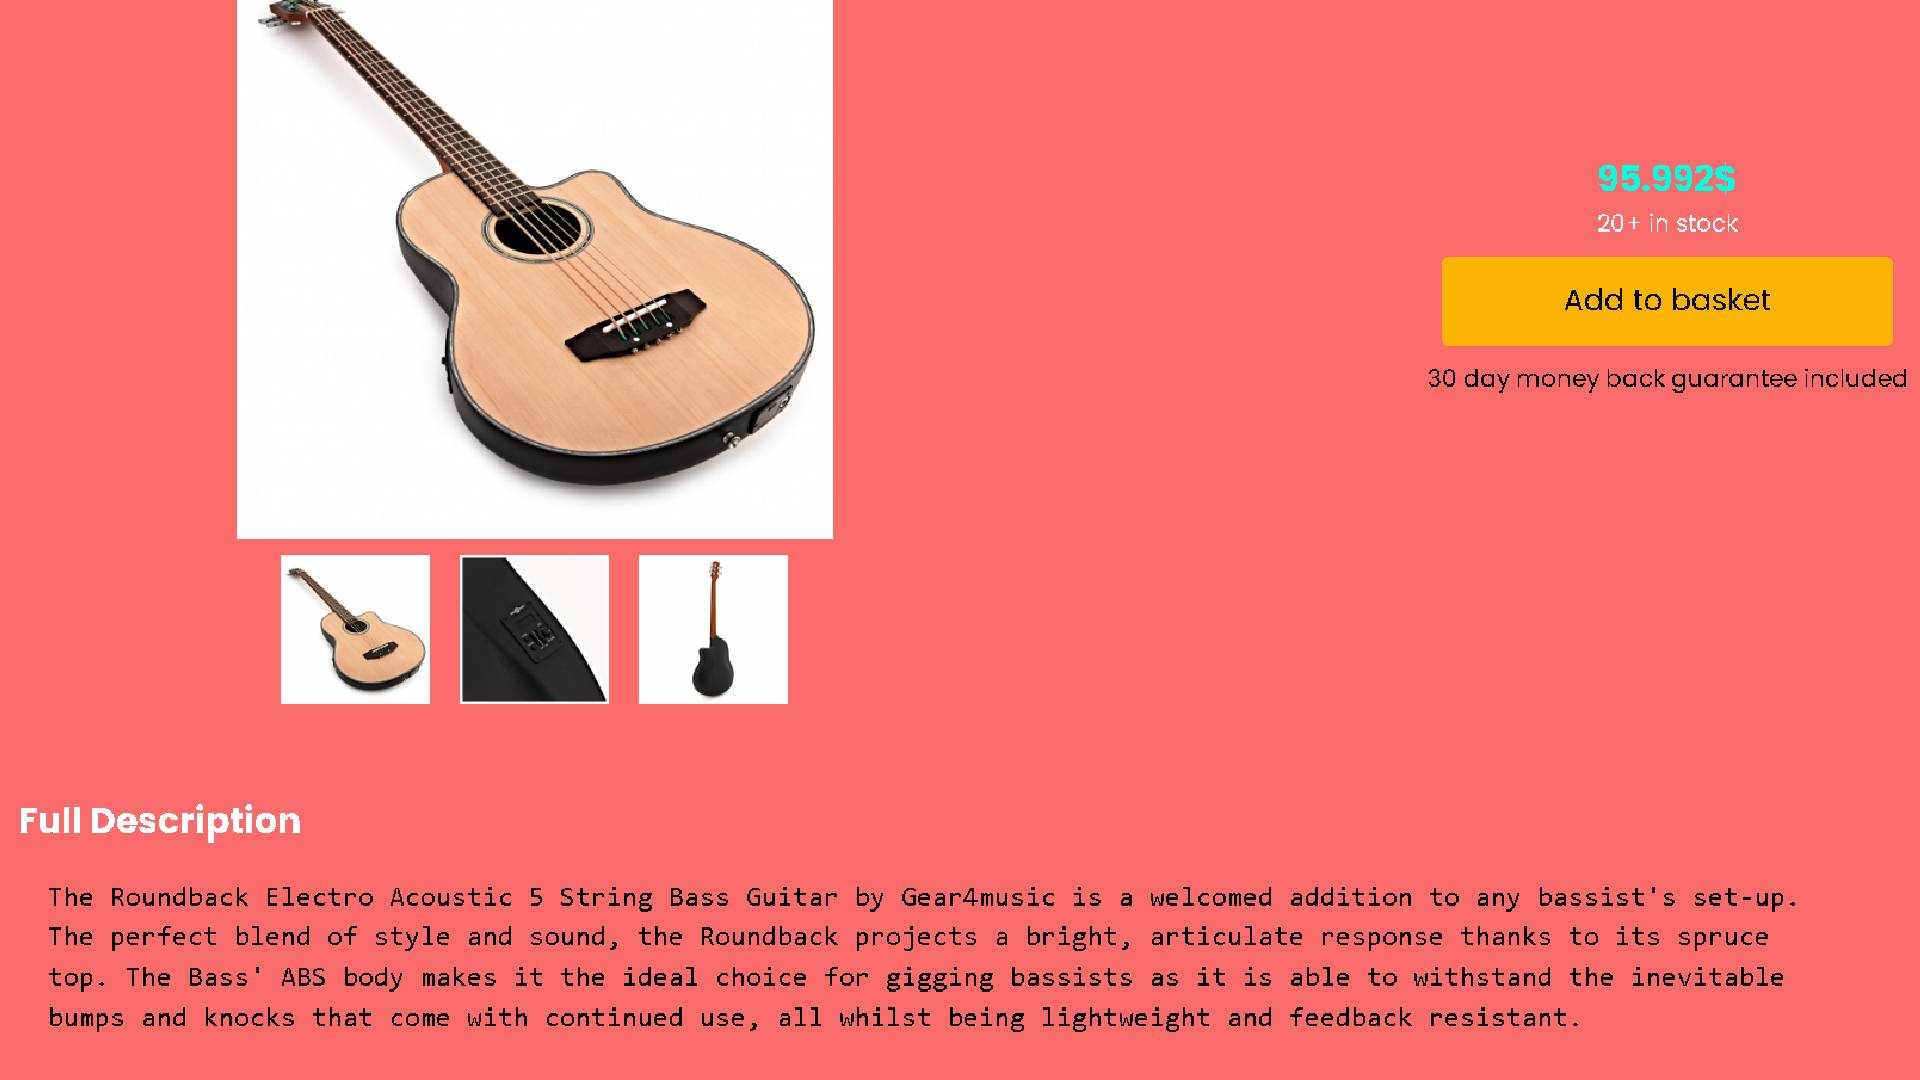 95.992$
20+ in stock
Add to basket
30 day money back guarantee included
Full Description
The Roundback Electro Acoustic 5 String Bass Guitar by Gear4music is a welcomed addition to any bassist's set-up.
The perfect blend of style and sound, the Roundback projects a bright, articulate response thanks to its spruce
top. The Bass' ABS body makes it the ideal choice for gigging bassists as it is able to withstand the inevitable
bumps and knocks that come with continued use, all whilst being lightweight and feedback resistant.